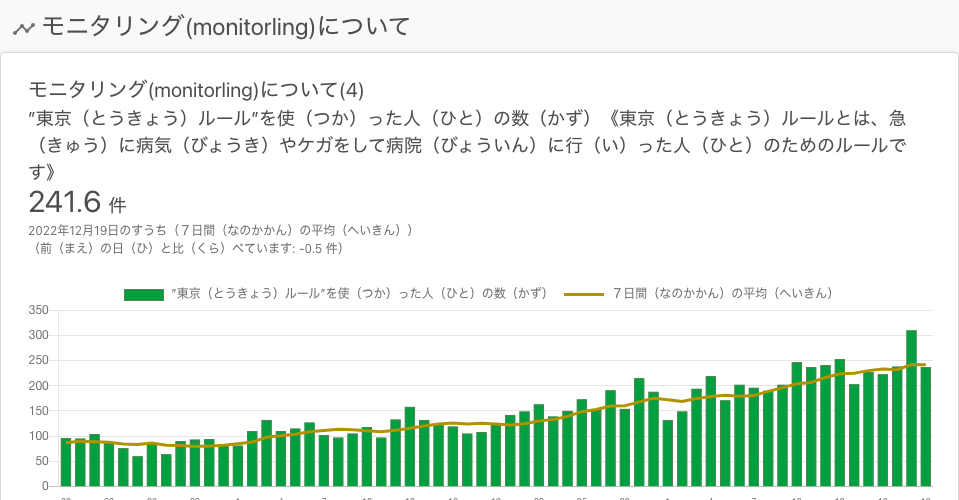 モニタリング(monitorling)について
モニタリング(monitorling)について(4)
”東京（とうきょう）ルール”を使（つか）った人（ひと）の数（かず）《東京（とうきょう）ルールとは、急
（きゅう）に病気（びょうき）やケガをして病院（びょういん）に行（い）った人（ひと）のためのルールで
す》
241.6 件
2022年12月19日のすうち（７日間（なのかかん）の平均（へいきん））
（前（まえ）の日（ひ）と比（くら）べています: -0.5 件）
”東京（とうきょう）ルール”を使（つか）った人（ひと）の数（かず） ７日間（なのかかん）の平均（へいきん）
350
300
250
200
150
100
50
0